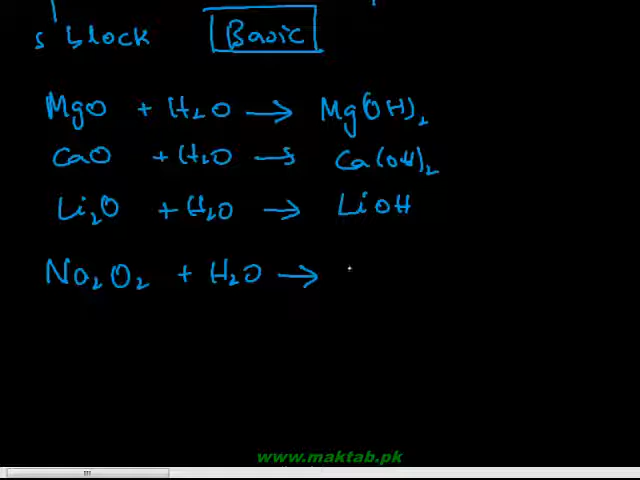 s block Basic
MgO + H₂O → Mg(OH)₂
CaO + H₂O → Ca(OH)₂
Li₂O + H₂O → LiOH
Na₂O₂ + H₂O →
www.maktab.pk